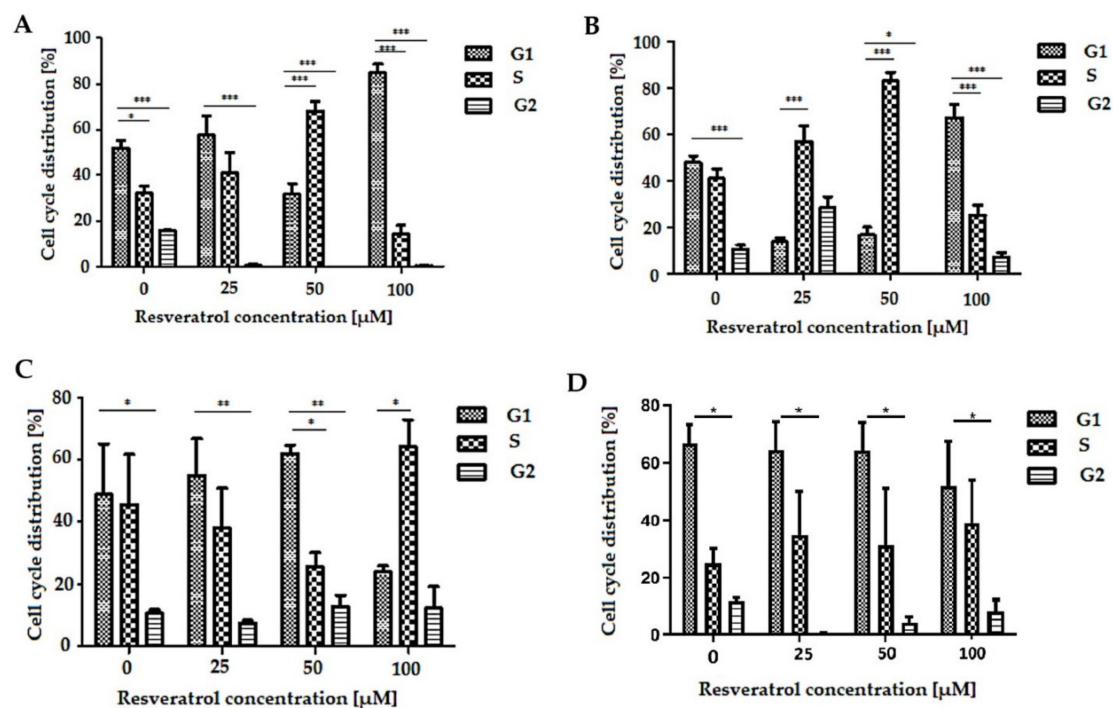 A
Cell cycle distribution [%]
100
80
60
40
20
0
***
*
***
***
***
***
***
G1
S
G2
0 25 50 100
Resveratrol concentration [µM]
B
Cell cycle distribution [%]
100
80
60
40
20
0
***
***
*
***
***
***
G1
S
G2
0 25 50 100
Resveratrol concentration [µM]
C
Cell cycle distribution [%]
80
60
40
20
0
*
**
**
*
*
G1
S
G2
0 25 50 100
Resveratrol concentration [µM]
D
Cell cycle distribution [%]
80
60
40
20
0
*
*
*
*
G1
S
G2
0 25 50 100
Resveratrol concentration [µM]